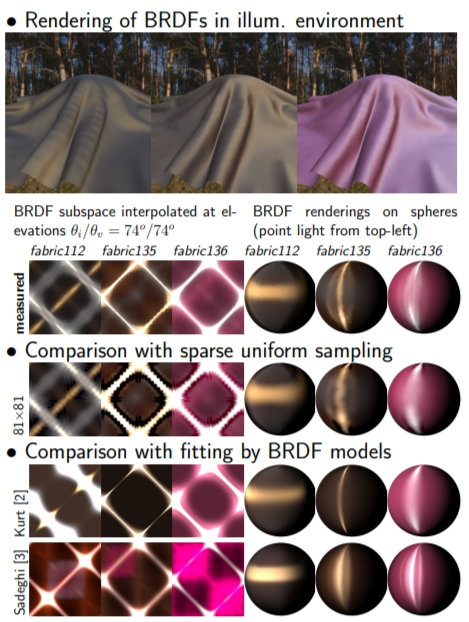 • Rendering of BRDFs in illum. environment
BRDF subspace interpolated at el-
evations θᵢ/θᵥ = 74°/74°
BRDF renderings on spheres
(point light from top-left)
fabric112 fabric135 fabric136 fabric112 fabric135 fabric136
measured
• Comparison with sparse uniform sampling
81×81
• Comparison with fitting by BRDF models
Kurt [2]
Sadeghi [3]